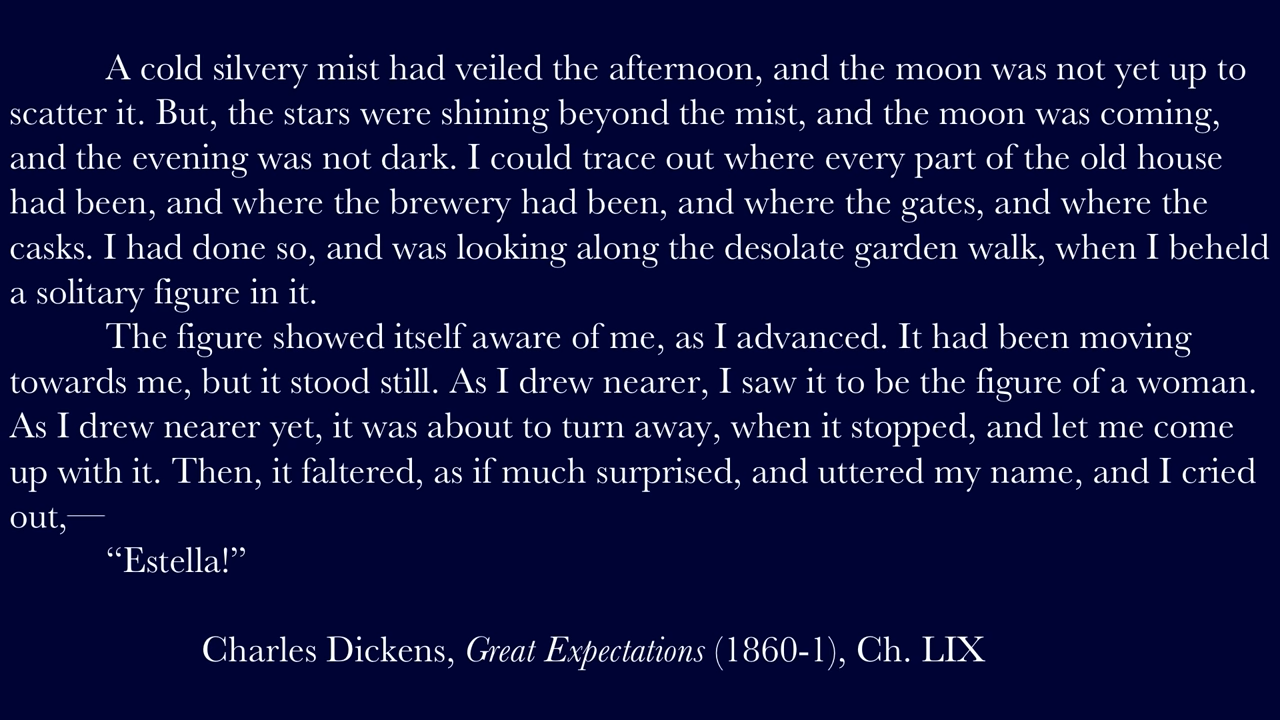 A cold silvery mist had veiled the afternoon, and the moon was not yet up to
scatter it. But, the stars were shining beyond the mist, and the moon was coming,
and the evening was not dark. I could trace out where every part of the old house
had been, and where the brewery had been, and where the gates, and where the
casks. I had done so, and was looking along the desolate garden walk, when I beheld
a solitary figure in it.
The figure showed itself aware of me, as I advanced. It had been moving
towards me, but it stood still. As I drew nearer, I saw it to be the figure of a woman.
As I drew nearer yet, it was about to turn away, when it stopped, and let me come
up with it. Then, it faltered, as if much surprised, and uttered my name, and I cried
out,—
“Estella!”
Charles Dickens, Great Expectations (1860-1), Ch. LIX